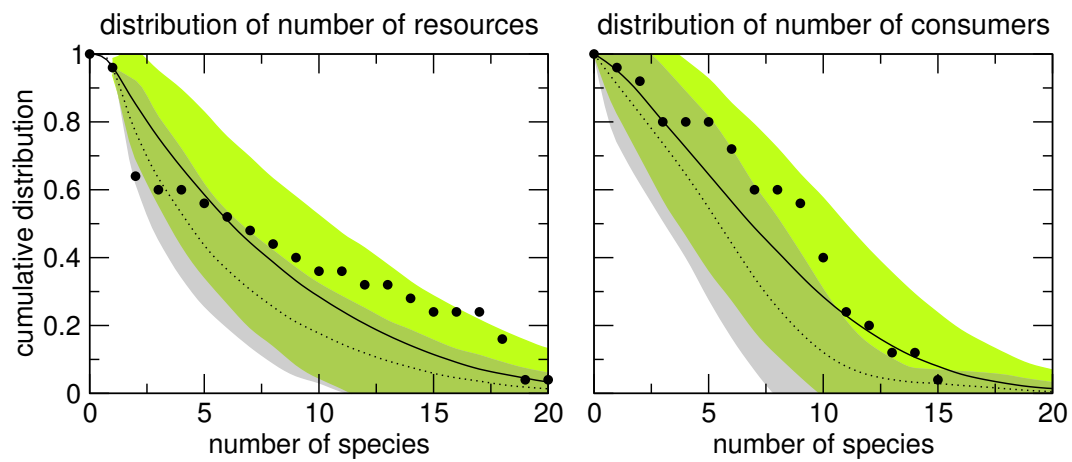 distribution of number of resources
distribution of number of consumers
cumulative distribution
1
0.8
0.6
0.4
0.2
0
0 5 10 15 20
0 5 10 15 20
number of species
number of species